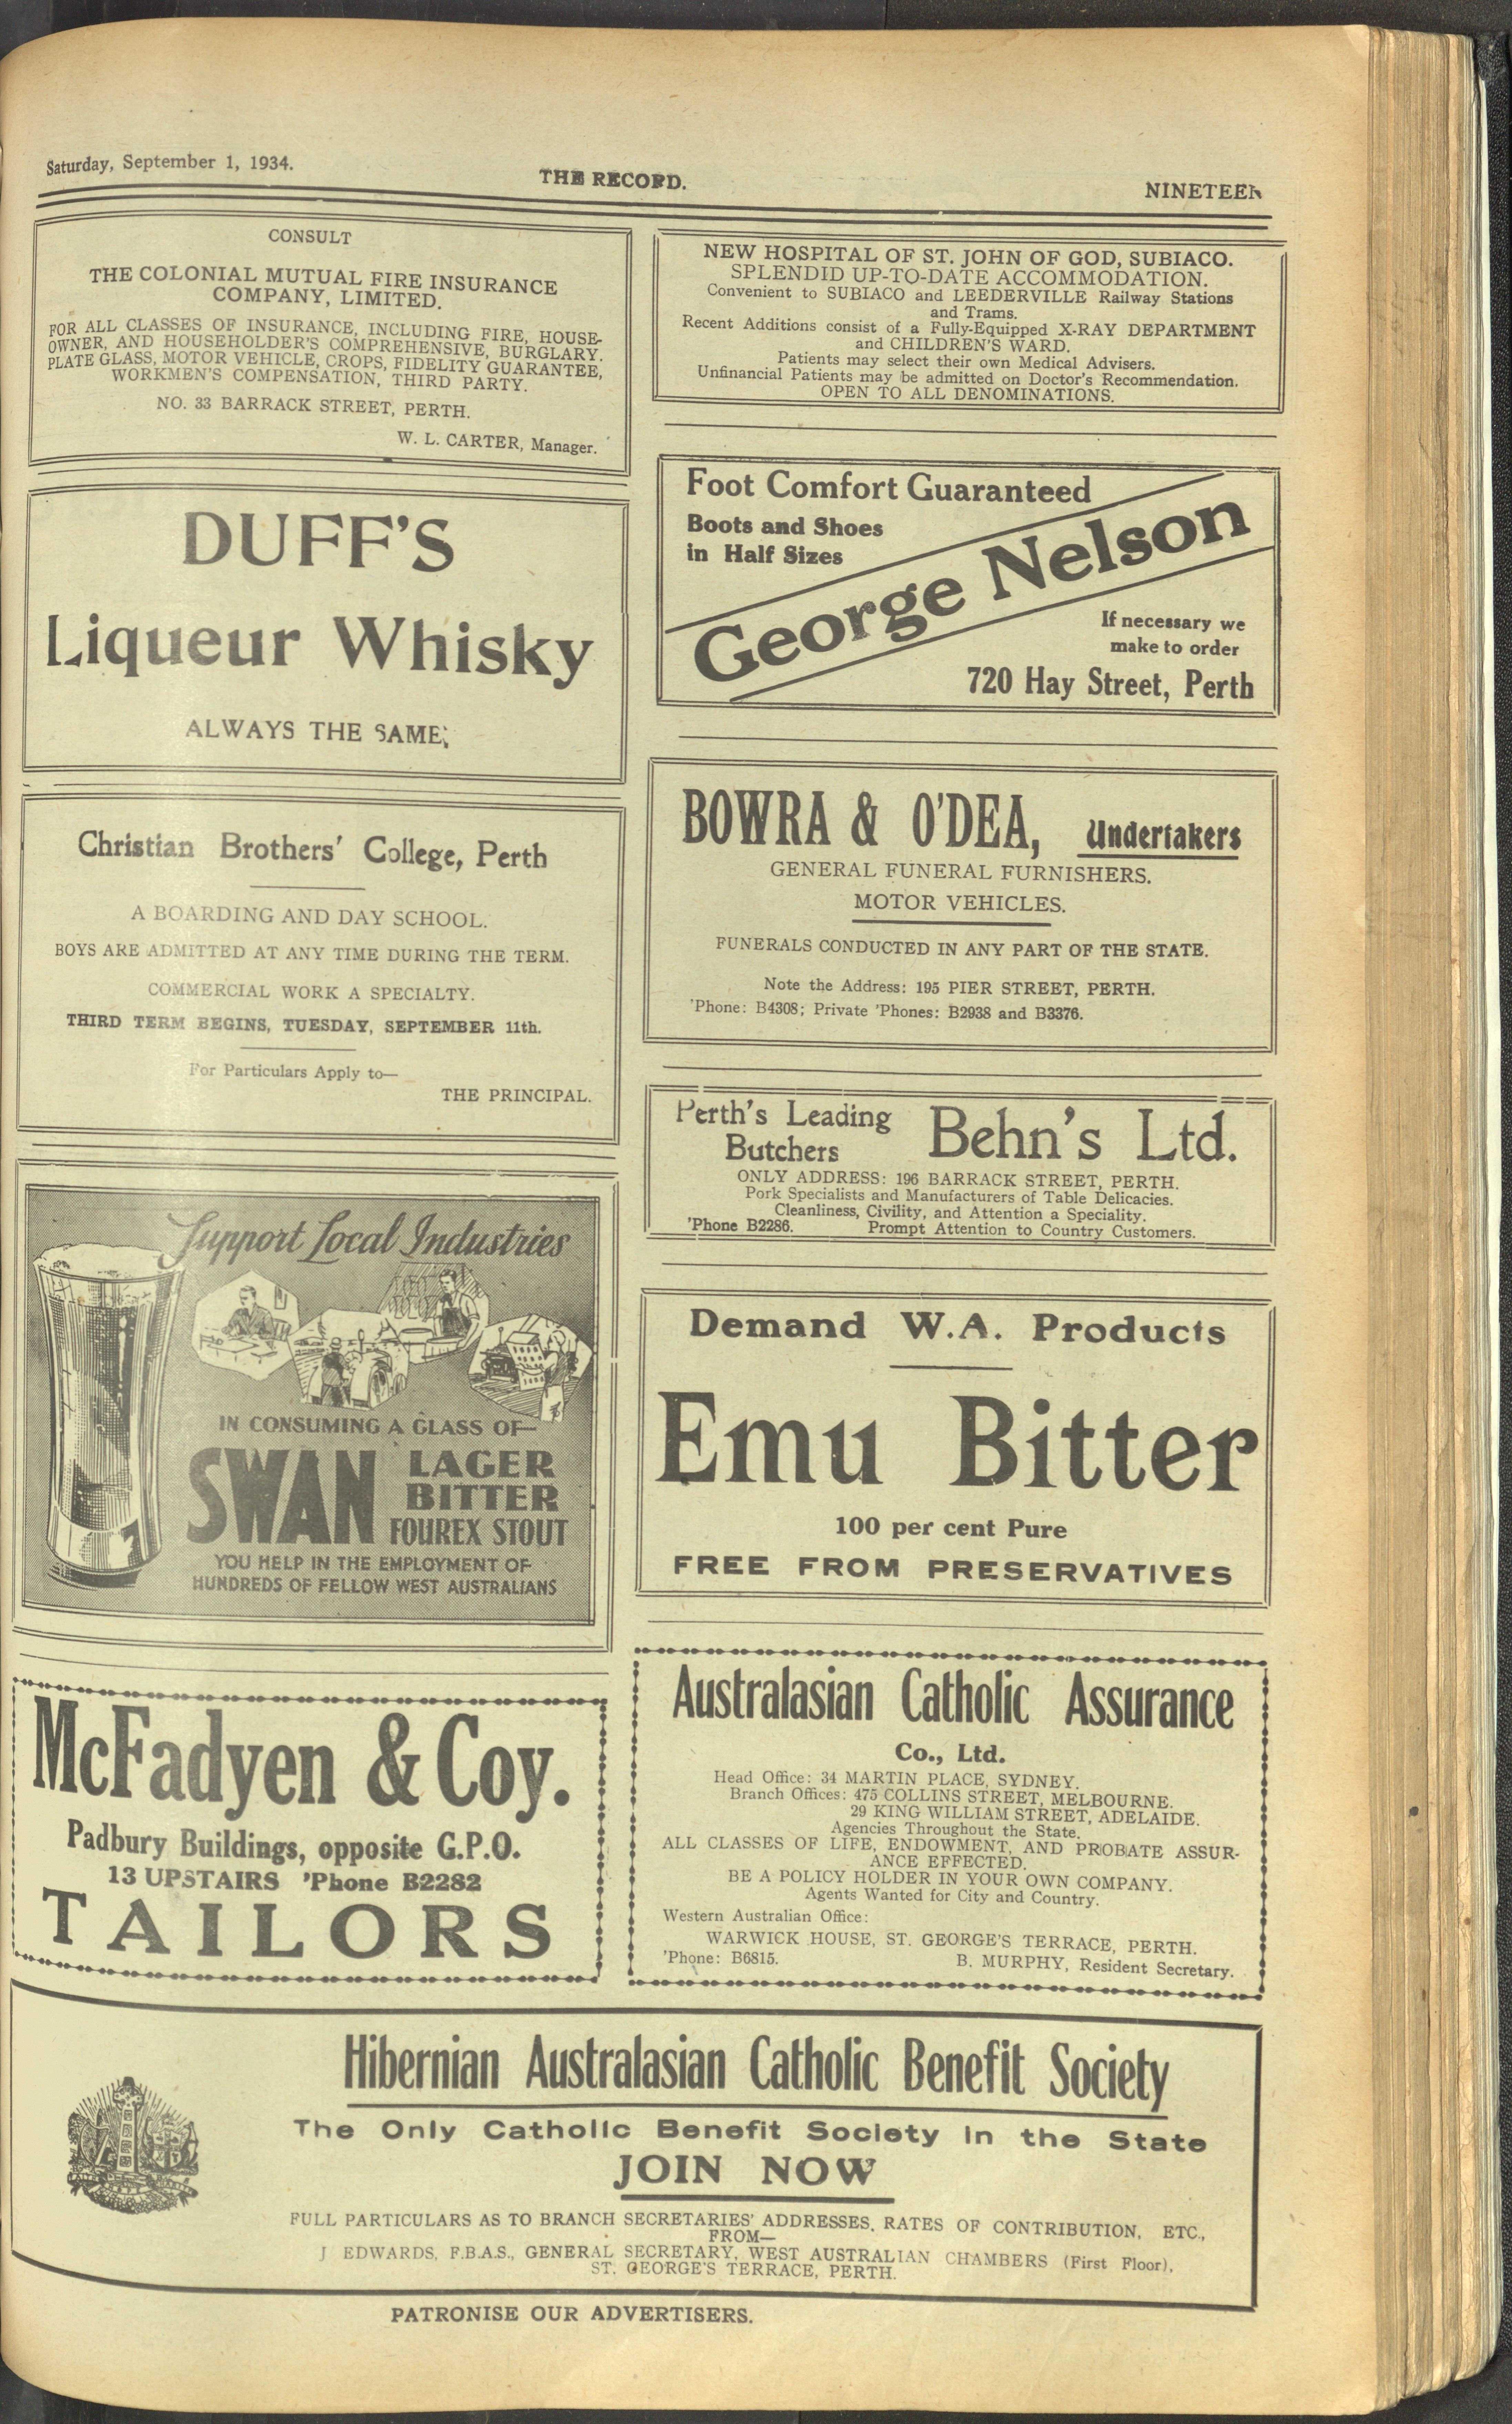 Saturday, September 1, 1934.
THE RECORD.
NINETEEN
CONSULT
THE COLONIAL MUTUAL FIRE INSURANCE
COMPANY, LIMITED.
FOR ALL CLASSES OF INSURANCE, INCLUDING FIRE, HOUSE-
OWNER, AND HOUSEHOLDER'S COMPREHENSIVE, BURGLARY.
PLATE GLASS, MOTOR VEHICLE, CROPS, FIDELITY GUARANTEE,
WORKMEN'S COMPENSATION, THIRD PARTY.
NO. 33 BARRACK STREET, PERTH.
W. L. CARTER, Manager.
DUFF'S
Liqueur Whisky
ALWAYS THE SAME.
Christian Brothers' College, Perth
A BOARDING AND DAY SCHOOL.
BOYS ARE ADMITTED AT ANY TIME DURING THE TERM.
COMMERCIAL WORK A SPECIALTY.
THIRD TERM BEGINS, TUESDAY, SEPTEMBER 11th.
For Particulars Apply to—
THE PRINCIPAL.
Support Local Industries
IN CONSUMING A GLASS OF—
SWAN LAGER
BITTER
FOUREX STOUT
YOU HELP IN THE EMPLOYMENT OF
HUNDREDS OF FELLOW WEST AUSTRALIANS
McFadyen & Coy.
Padbury Buildings, opposite G.P.O.
13 UPSTAIRS 'Phone B2282
TAILORS
NEW HOSPITAL OF ST. JOHN OF GOD, SUBIACO.
SPLENDID UP-TO-DATE ACCOMMODATION.
Convenient to SUBIACO and LEEDERVILLE Railway Stations
and Trams.
Recent Additions consist of a Fully-Equipped X-RAY DEPARTMENT
and CHILDREN'S WARD.
Patients may select their own Medical Advisers.
Unfinancial Patients may be admitted on Doctor's Recommendation.
OPEN TO ALL DENOMINATIONS.
Foot Comfort Guaranteed
Boots and Shoes
in Half Sizes
George Nelson
If necessary we
make to order
720 Hay Street, Perth
BOWRA & O'DEA, Undertakers
GENERAL FUNERAL FURNISHERS.
MOTOR VEHICLES.
FUNERALS CONDUCTED IN ANY PART OF THE STATE.
Note the Address: 195 PIER STREET, PERTH.
'Phone: B4308; Private 'Phones: B2938 and B3376.
Perth's Leading
Butchers
Behn's Ltd.
ONLY ADDRESS: 196 BARRACK STREET, PERTH.
Pork Specialists and Manufacturers of Table Delicacies.
Cleanliness, Civility, and Attention a Speciality.
'Phone B2286. Prompt Attention to Country Customers.
Demand W.A. Products
Emu Bitter
100 per cent Pure
FREE FROM PRESERVATIVES
Australasian Catholic Assurance
Co., Ltd.
Head Office: 34 MARTIN PLACE, SYDNEY.
Branch Offices: 475 COLLINS STREET, MELBOURNE.
29 KING WILLIAM STREET, ADELAIDE.
Agencies Throughout the State.
ALL CLASSES OF LIFE, ENDOWMENT, AND PROBATE ASSUR-
ANCE EFFECTED.
BE A POLICY HOLDER IN YOUR OWN COMPANY.
Agents Wanted for City and Country.
Western Australian Office:
WARWICK HOUSE, ST. GEORGE'S TERRACE, PERTH.
'Phone: B6815. B. MURPHY, Resident Secretary.
Hibernian Australasian Catholic Benefit Society
The Only Catholic Benefit Society in the State
JOIN NOW
FULL PARTICULARS AS TO BRANCH SECRETARIES' ADDRESSES, RATES OF CONTRIBUTION, ETC.,
FROM—
J EDWARDS, F.B.A.S., GENERAL SECRETARY, WEST AUSTRALIAN CHAMBERS (First Floor),
ST. GEORGE'S TERRACE, PERTH.
PATRONISE OUR ADVERTISERS.